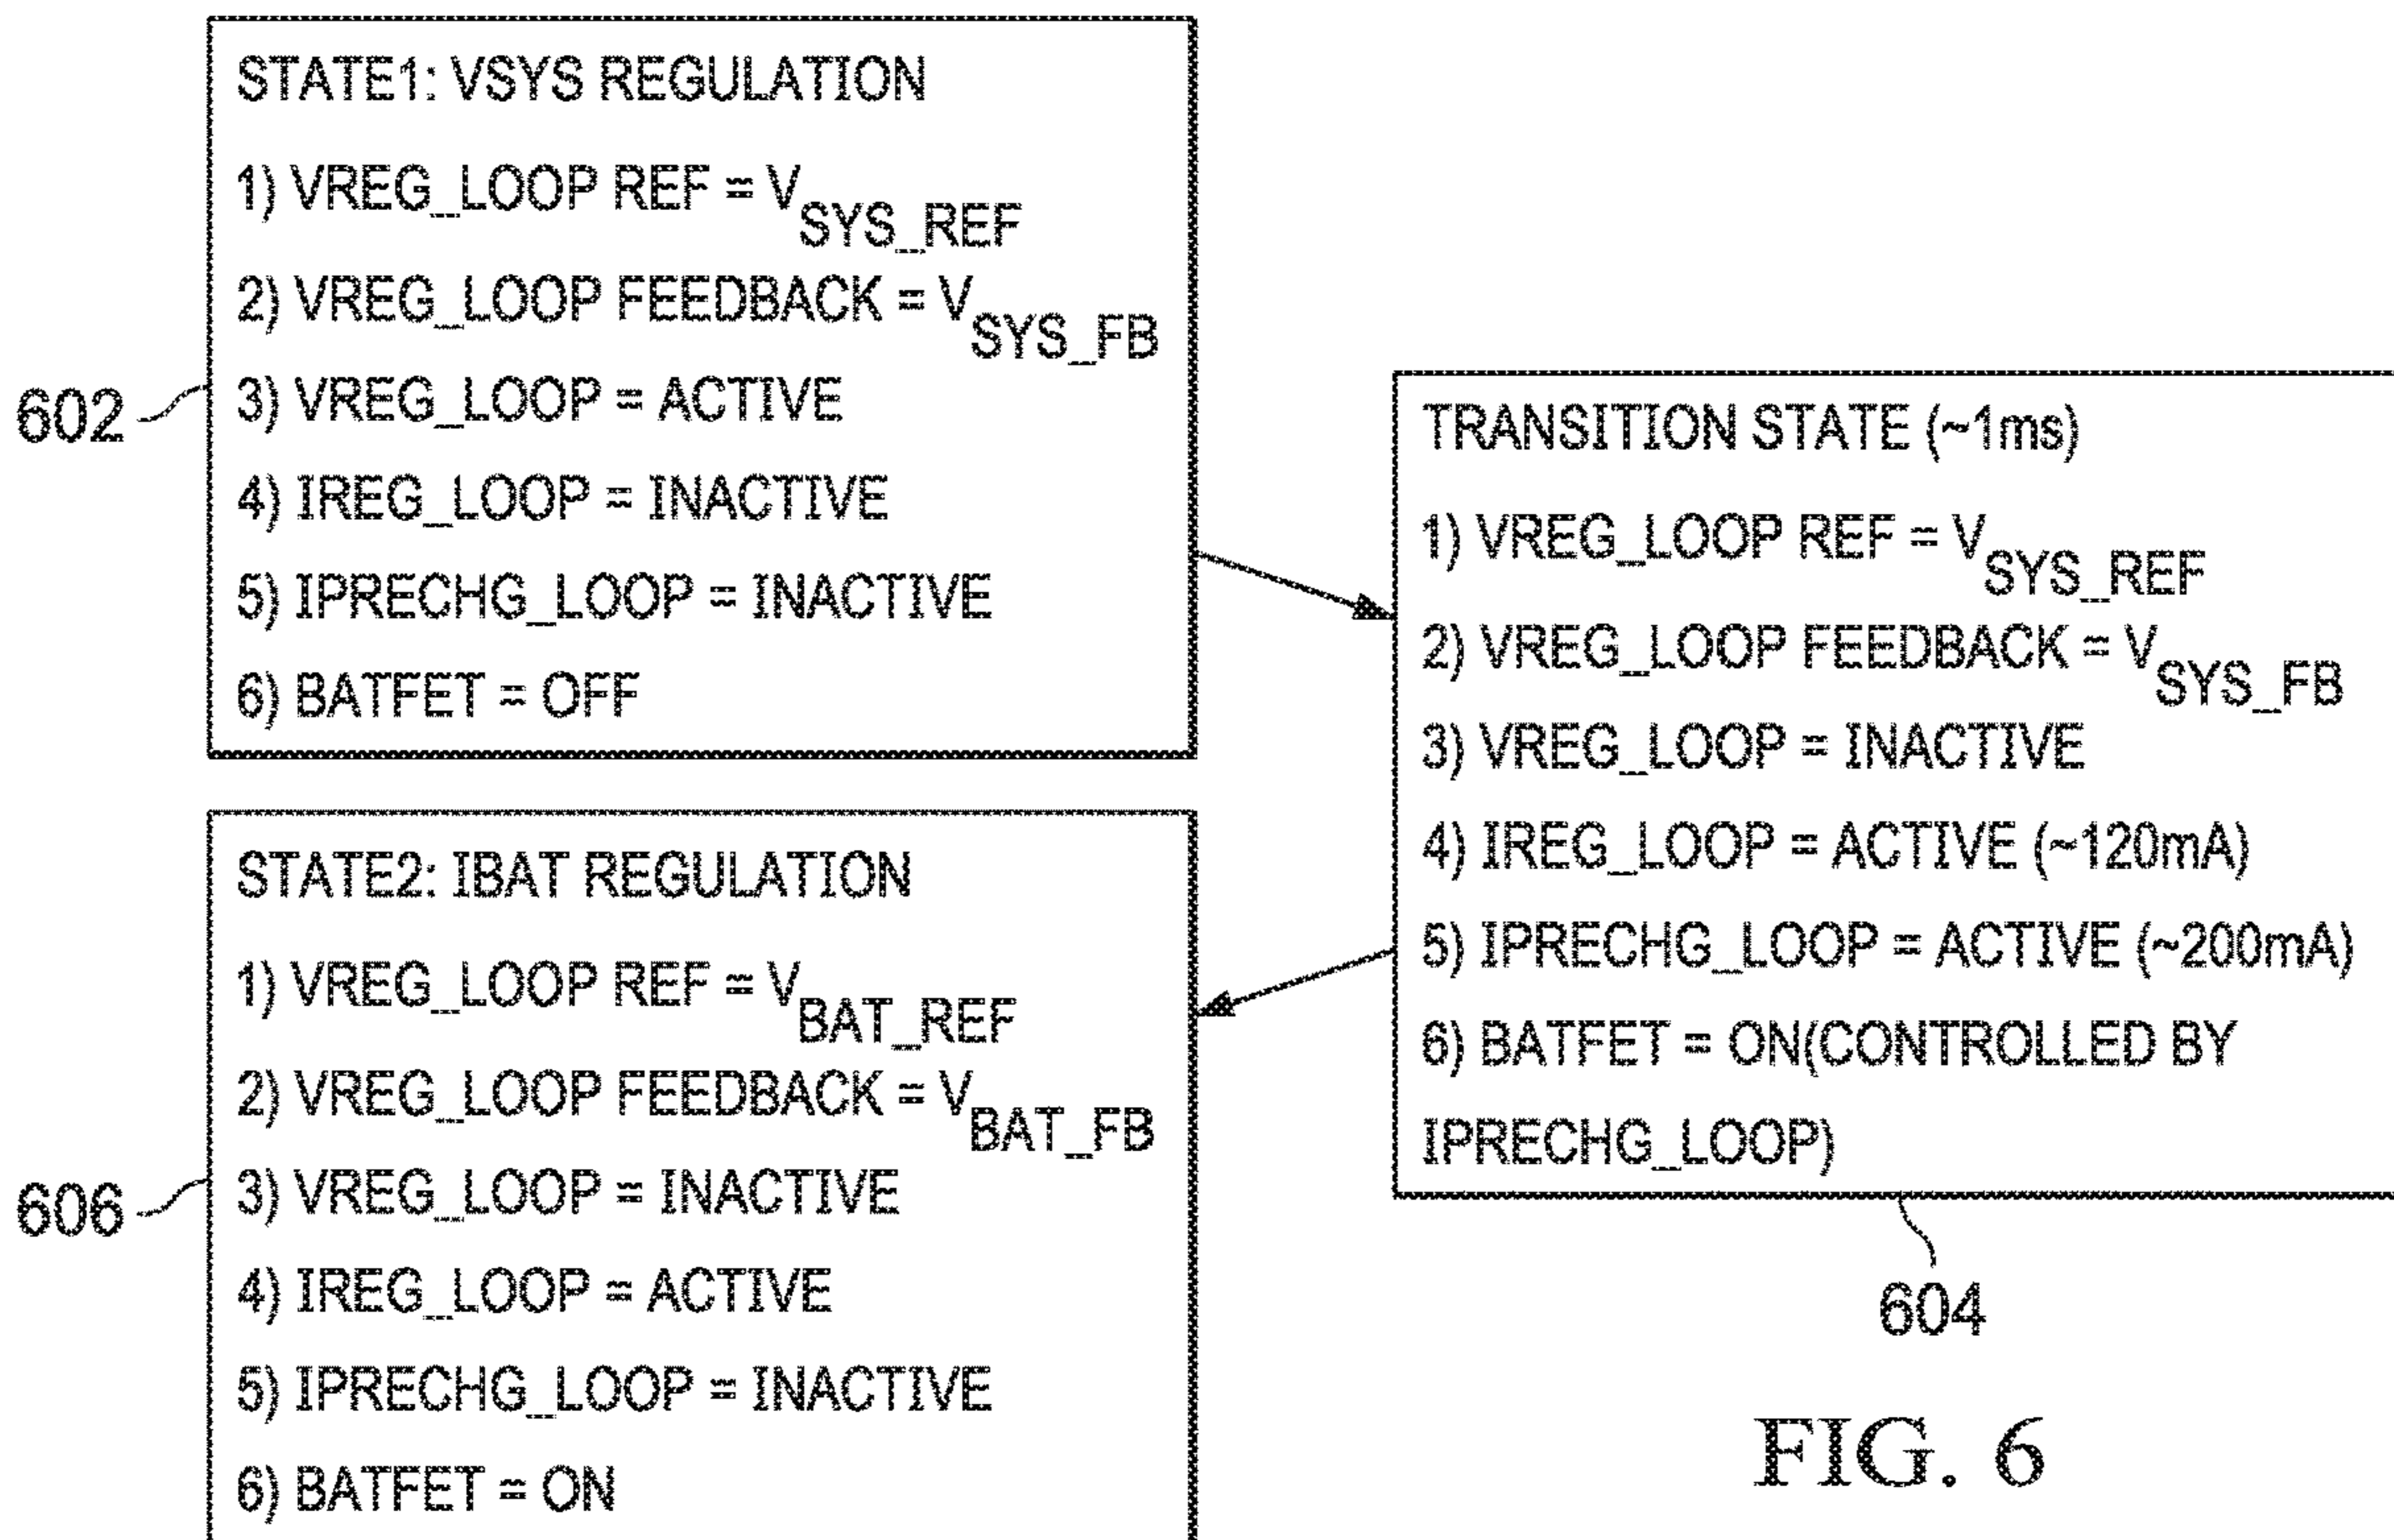 STATE1: VSYS REGULATION
1) VREG_LOOP REF = VSYS_REF
2) VREG_LOOP FEEDBACK = VSYS_FB
3) VREG_LOOP = ACTIVE
4) IREG_LOOP = INACTIVE
5) IPRECHG_LOOP = INACTIVE
6) BATFET = OFF
602
TRANSITION STATE (~1ms)
1) VREG_LOOP REF = VSYS_REF
2) VREG_LOOP FEEDBACK = VSYS_FB
3) VREG_LOOP = INACTIVE
4) IREG_LOOP = ACTIVE (~120mA)
5) IPRECHG_LOOP = ACTIVE (~200mA)
6) BATFET = ON(CONTROLLED BY
IPRECHG_LOOP)
604
STATE2: IBAT REGULATION
1) VREG_LOOP REF = VBAT_REF
2) VREG_LOOP FEEDBACK = VBAT_FB
3) VREG_LOOP = INACTIVE
4) IREG_LOOP = ACTIVE
5) IPRECHG_LOOP = INACTIVE
6) BATFET = ON
606
FIG. 6